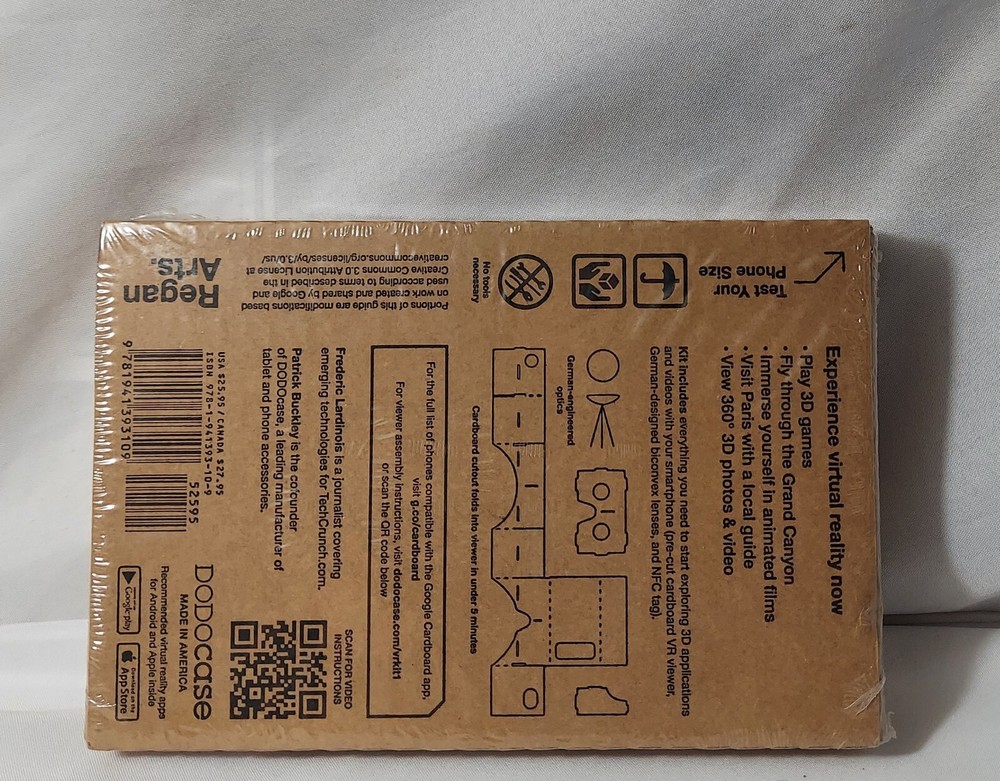 Test Your
Phone Size
Experience virtual reality now
• Play 3D games
• Fly through the Grand Canyon
• Immerse yourself in animated films
• Visit Paris with a local guide
• View 360° 3D photos & video
Kit includes everything you need to start exploring 3D applications
and videos with your smartphone (pre-cut cardboard VR viewer,
German-designed biconvex lenses, and NFC tag).
No tools
necessary
German-engineered
optics
Cardboard cutout folds into viewer in under 5 minutes
For the full list of phones compatible with the Google Cardboard app,
visit g.co/cardboard
For viewer assembly instructions, visit dodocase.com/vrkit1
or scan the QR code below
Portions of this guide are modifications based
on work created and shared by Google and
used according to terms described in the
Creative Commons 3.0 Attribution License at
creativecommons.org/licenses/by/3.0/us/
Frederic Lardinois is a journalist covering
emerging technologies for TechCrunch.com.
Patrick Buckley is the co-founder
of DODOcase, a leading manufacturer of
tablet and phone accessories.
SCAN FOR VIDEO
INSTRUCTIONS
Regan
Arts.
USA $25.95 / CANADA $27.95
ISBN 978-1-941393-10-9
52595
9 781941 393109
DODOCASE
MADE IN AMERICA
Recommended virtual reality apps
for Android and Apple inside
Google play
Download on the
App Store